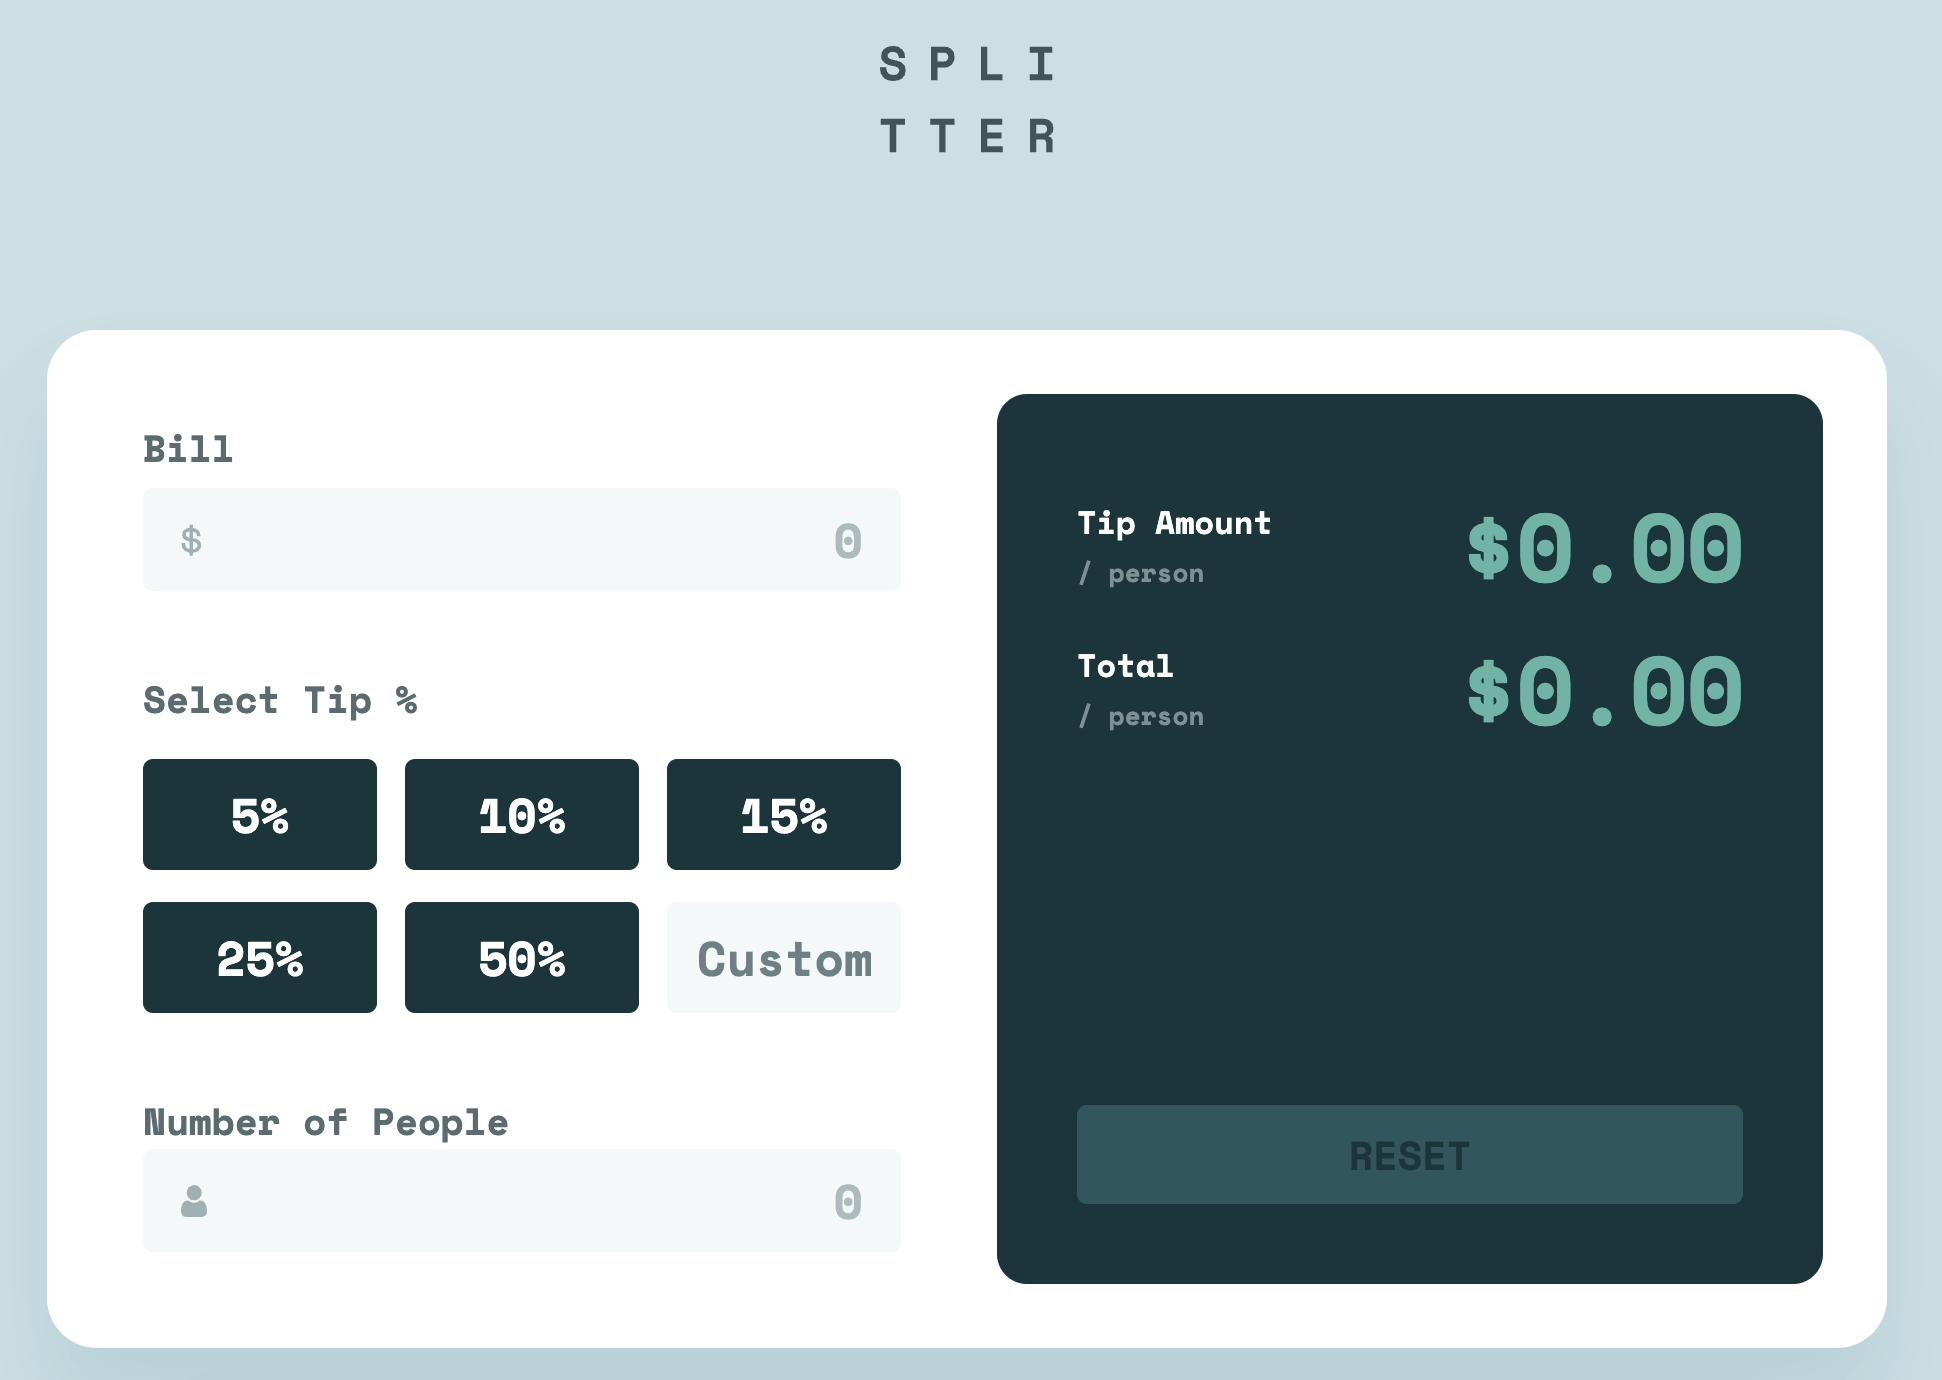 SPLI
TTER
Bill
$ 0
Select Tip %
5% 10% 15%
25% 50% Custom
Number of People
0
Tip Amount
/ person
$0.00
Total
/ person
$0.00
RESET